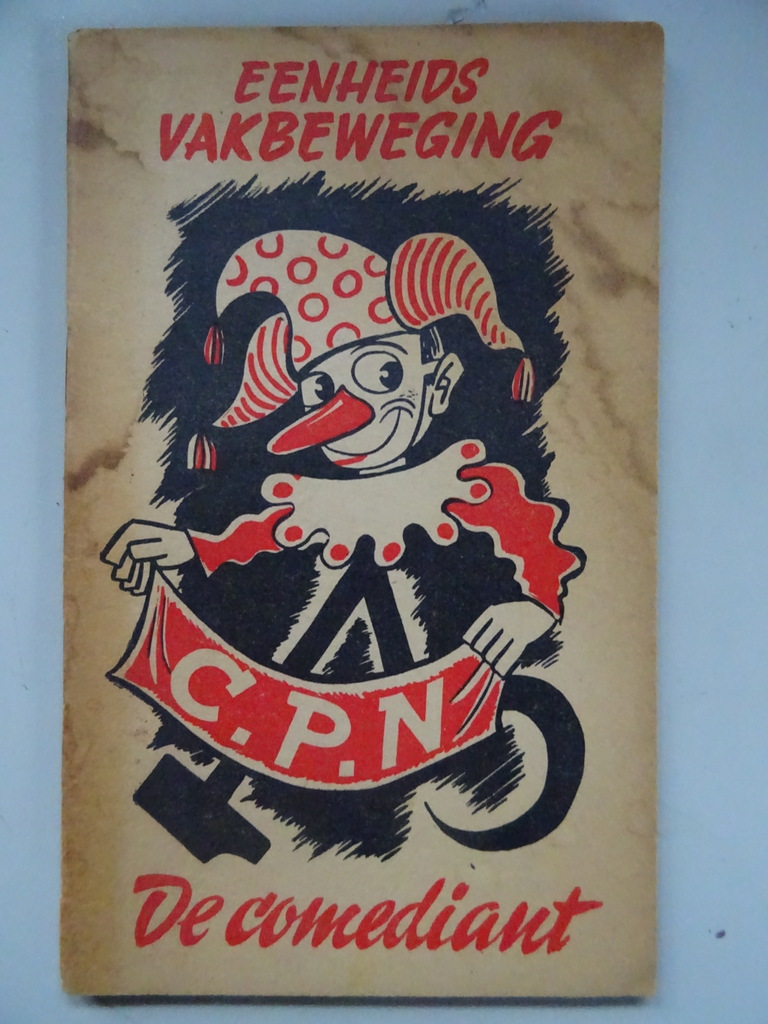 EENHEIDS
VAKBEWEGING
C.P.N
De comediant